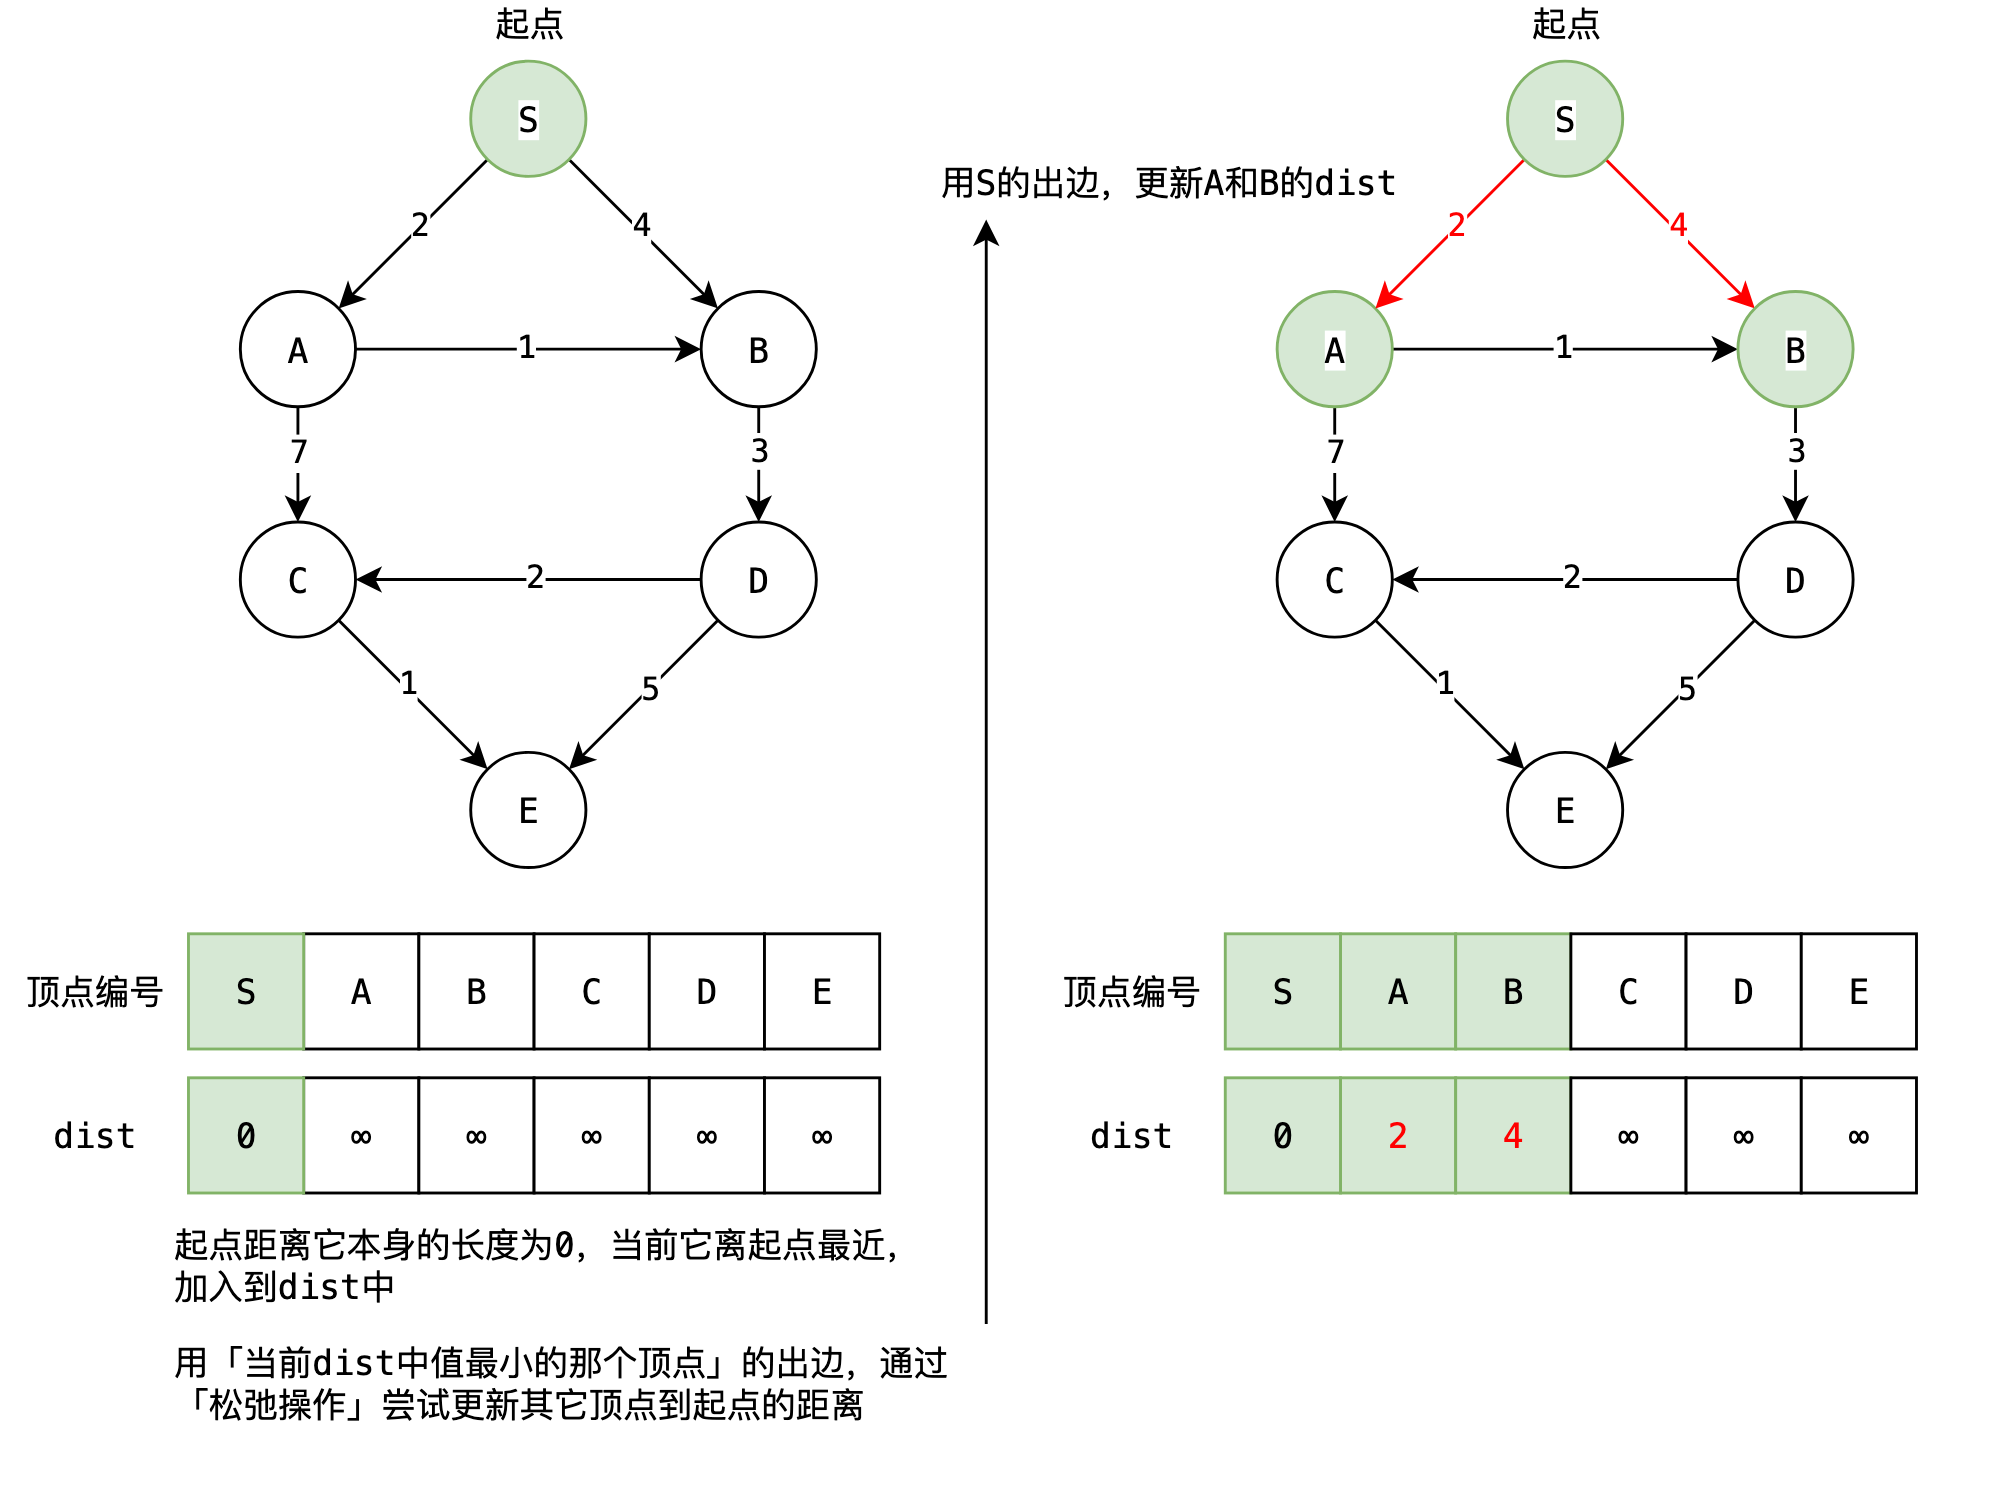 起点
S
2
4
A
1
B
7
3
C
2
D
1
5
E
顶点编号 S A B C D E
dist 0 ∞ ∞ ∞ ∞ ∞
起点距离它本身的长度为0，当前它离起点最近，
加入到dist中
用「当前dist中值最小的那个顶点」的出边，通过
「松弛操作」尝试更新其它顶点到起点的距离
用S的出边，更新A和B的dist
起点
S
2
4
A
1
B
7
3
C
2
D
1
5
E
顶点编号 S A B C D E
dist 0 2 4 ∞ ∞ ∞